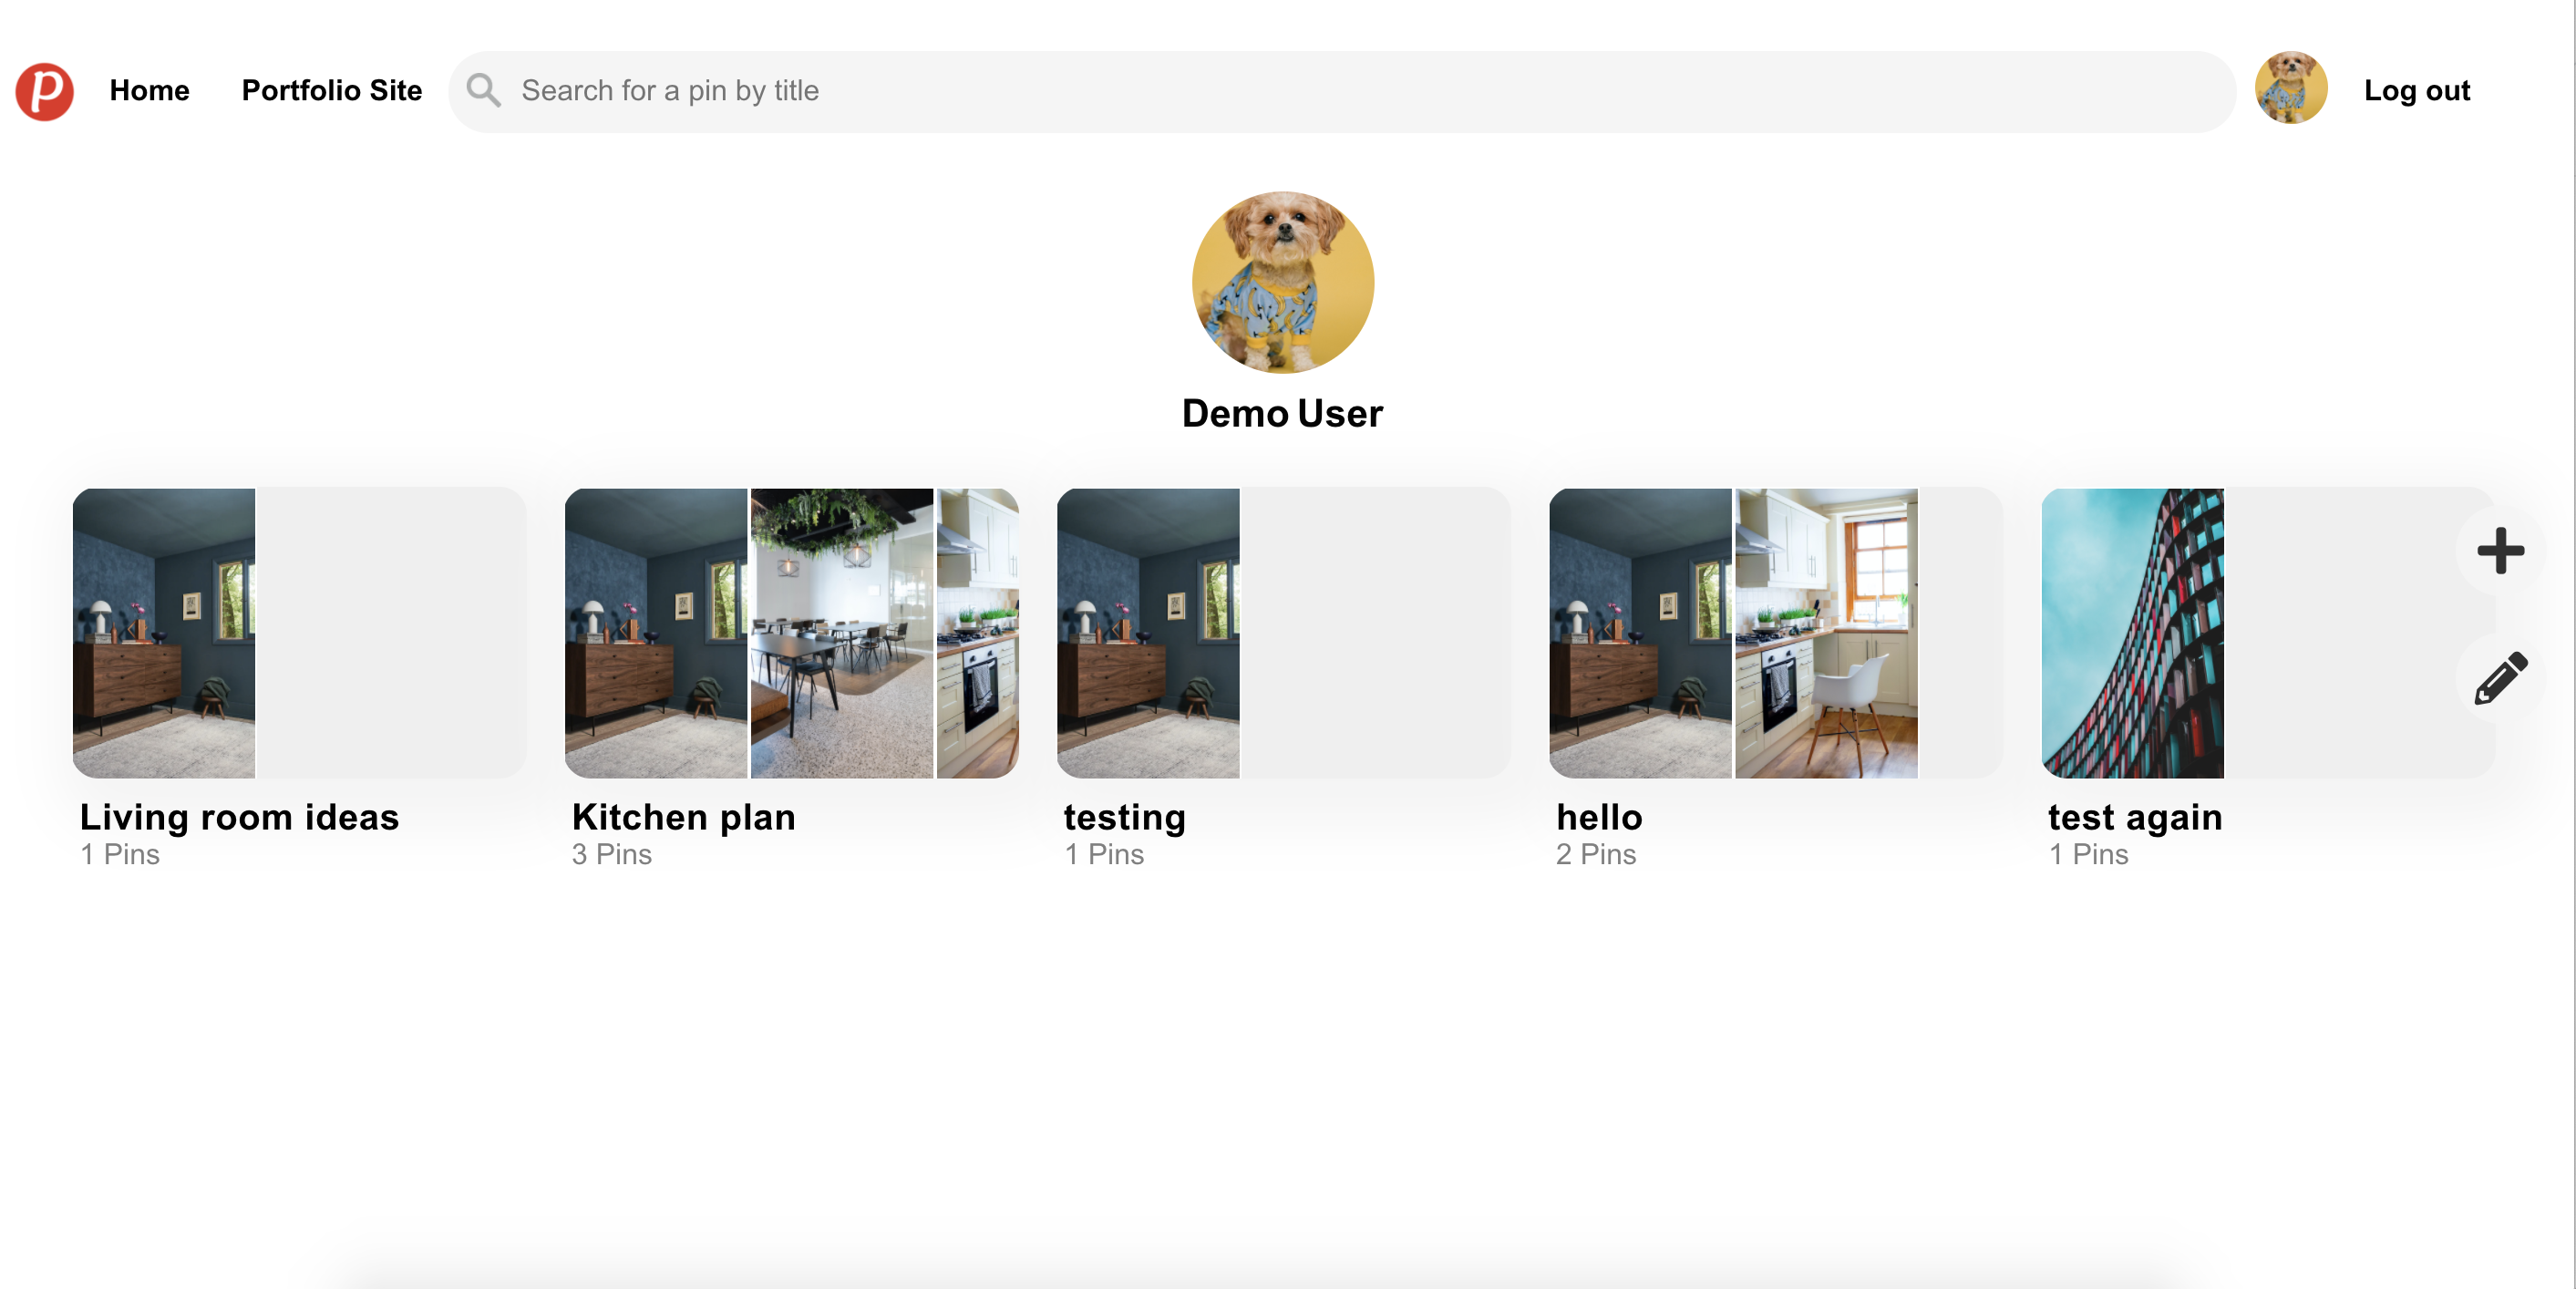 p
Home
Portfolio Site
Search for a pin by title
Log out
Demo User
Living room ideas
1 Pins
Kitchen plan
3 Pins
testing
1 Pins
hello
2 Pins
test again
1 Pins